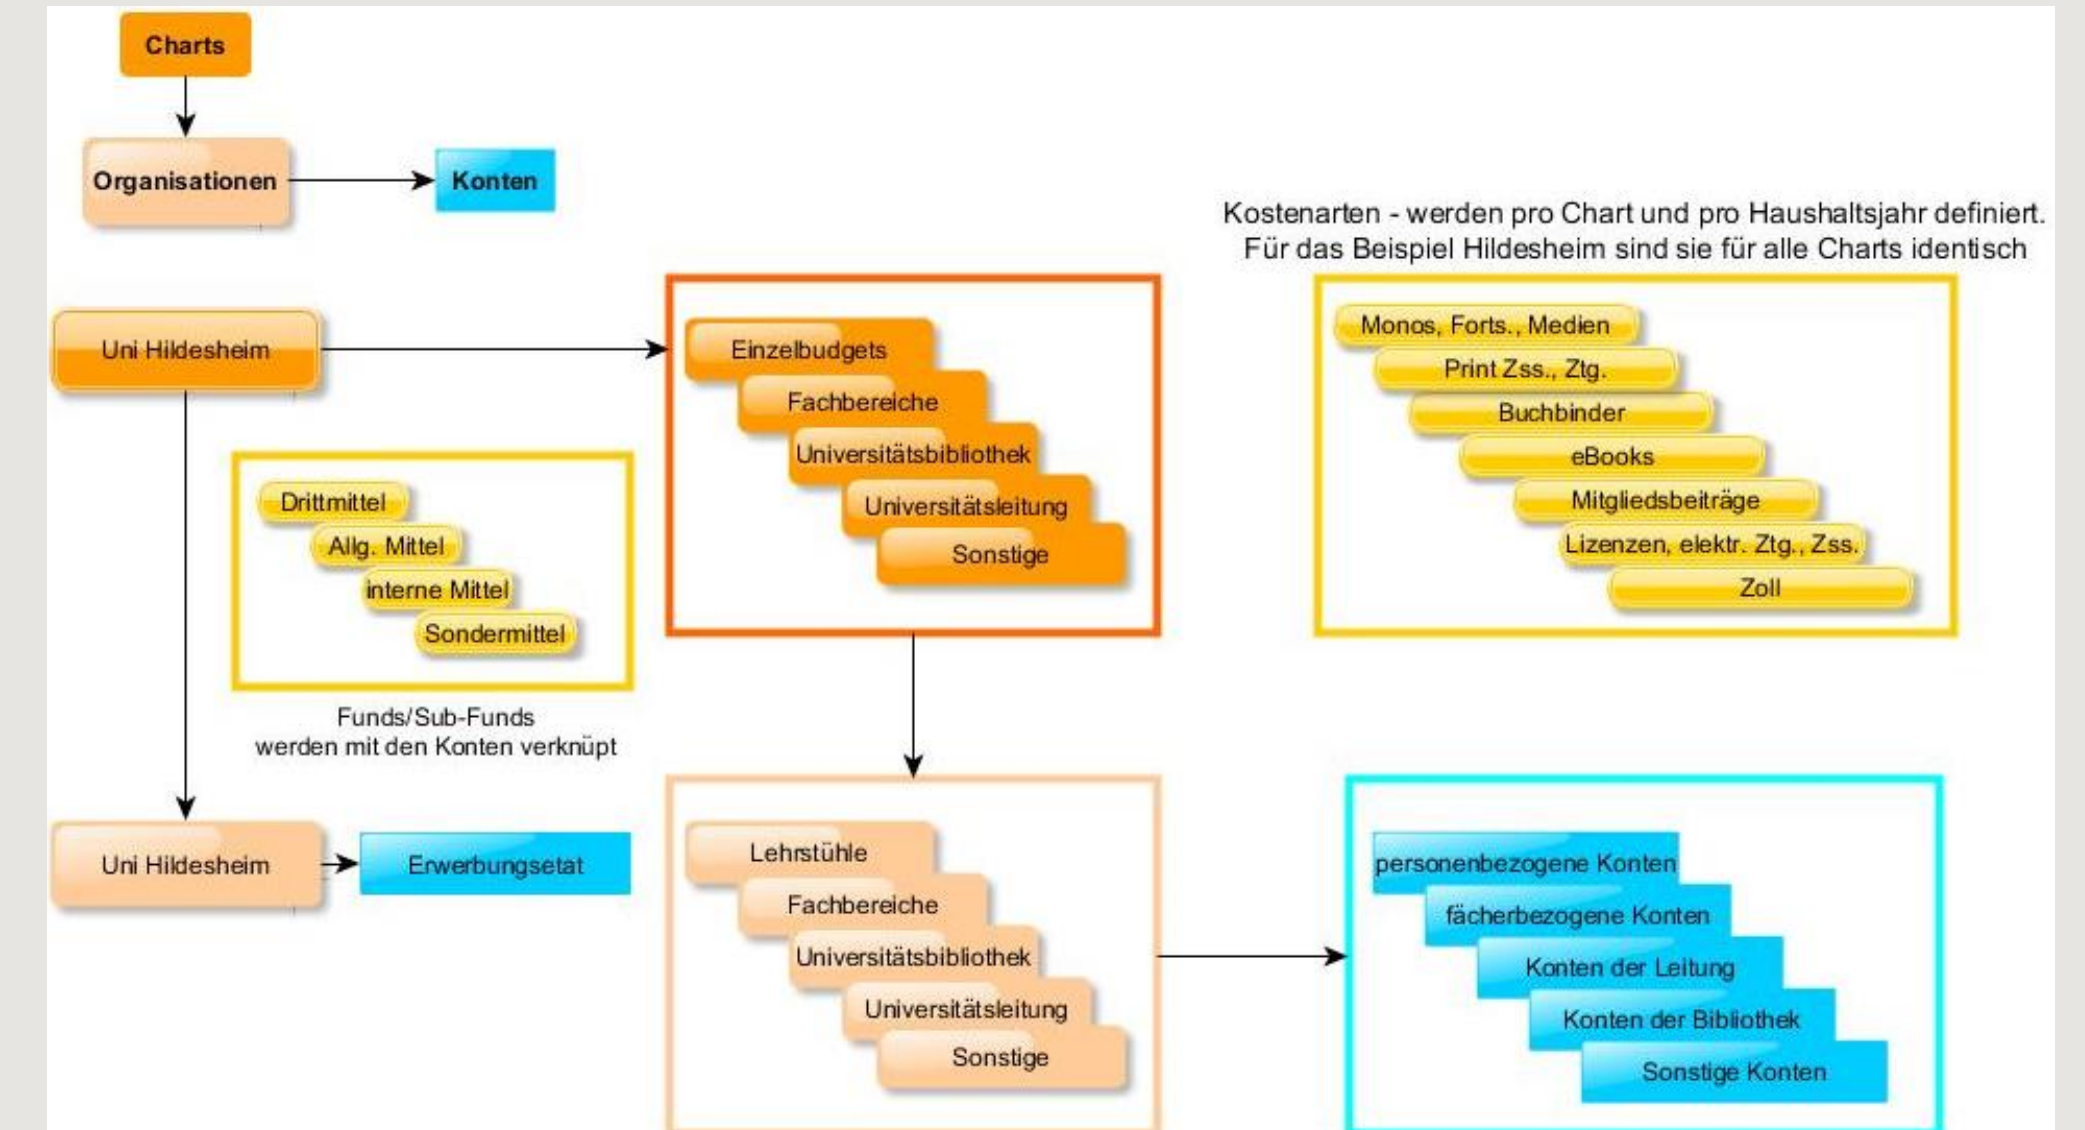 Charts
Organisationen
Konten
Kostenarten - werden pro Chart und pro Haushaltsjahr definiert.
Für das Beispiel Hildesheim sind sie für alle Charts identisch
Uni Hildesheim
Einzelbudgets
Fachbereiche
Universitätsbibliothek
Universitätsleitung
Sonstige
Monos, Forts., Medien
Print Zss., Ztg.
Buchbinder
eBooks
Mitgliedsbeiträge
Lizenzen, elektr. Ztg., Zss.
Zoll
Drittmittel
Allg. Mittel
interne Mittel
Sondermittel
Funds/Sub-Funds
werden mit den Konten verknüpt
Uni Hildesheim
Erwerbungsetat
Lehrstühle
Fachbereiche
Universitätsbibliothek
Universitätsleitung
Sonstige
personenbezogene Konten
fächerbezogene Konten
Konten der Leitung
Konten der Bibliothek
Sonstige Konten